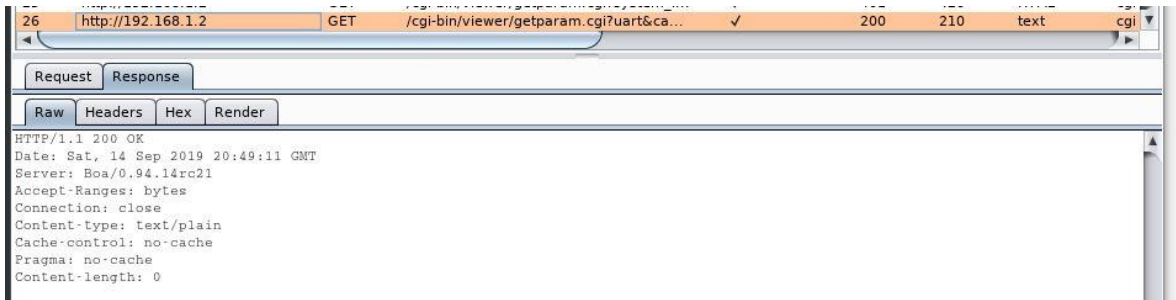 26 http://192.168.1.2 GET /cgi-bin/viewer/getparam.cgi?uart&ca... ✓ 200 210 text cgi
Request Response
Raw Headers Hex Render
HTTP/1.1 200 OK
Date: Sat, 14 Sep 2019 20:49:11 GMT
Server: Boa/0.94.14rc21
Accept-Ranges: bytes
Connection: close
Content-type: text/plain
Cache-control: no-cache
Pragma: no-cache
Content-length: 0